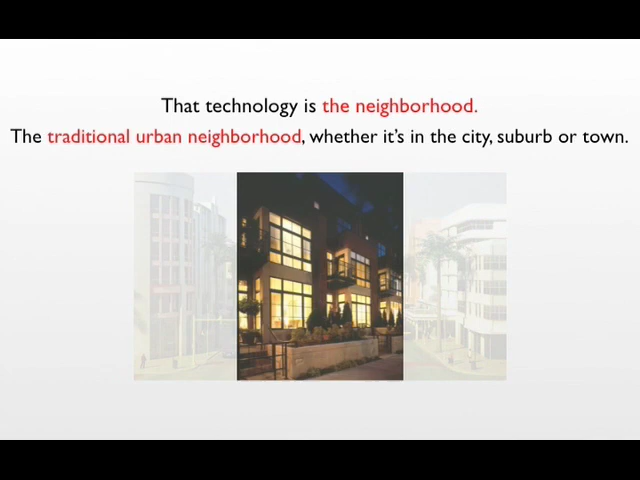 That technology is the neighborhood.
The traditional urban neighborhood, whether it’s in the city, suburb or town.